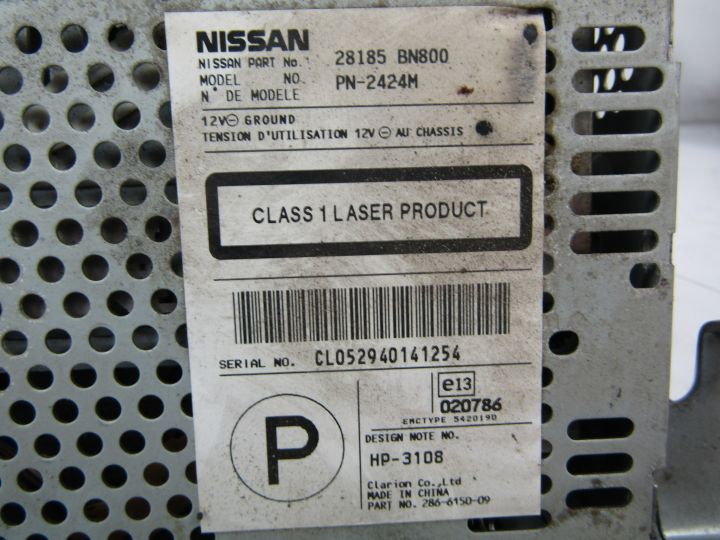 NISSAN
NISSAN PART No. 28185 BN800
MODEL NO. PN-2424M
N° DE MODELE
12V⊖ GROUND
TENSION D'UTILISATION 12V ⊖ AU CHASSIS
CLASS 1 LASER PRODUCT
SERIAL NO. CL052940141254
P
e13
020786
EMCTYPE 542019D
DESIGN NOTE NO.
HP-3108
Clarion Co.,Ltd
MADE IN CHINA
PART NO. 286-6150-09